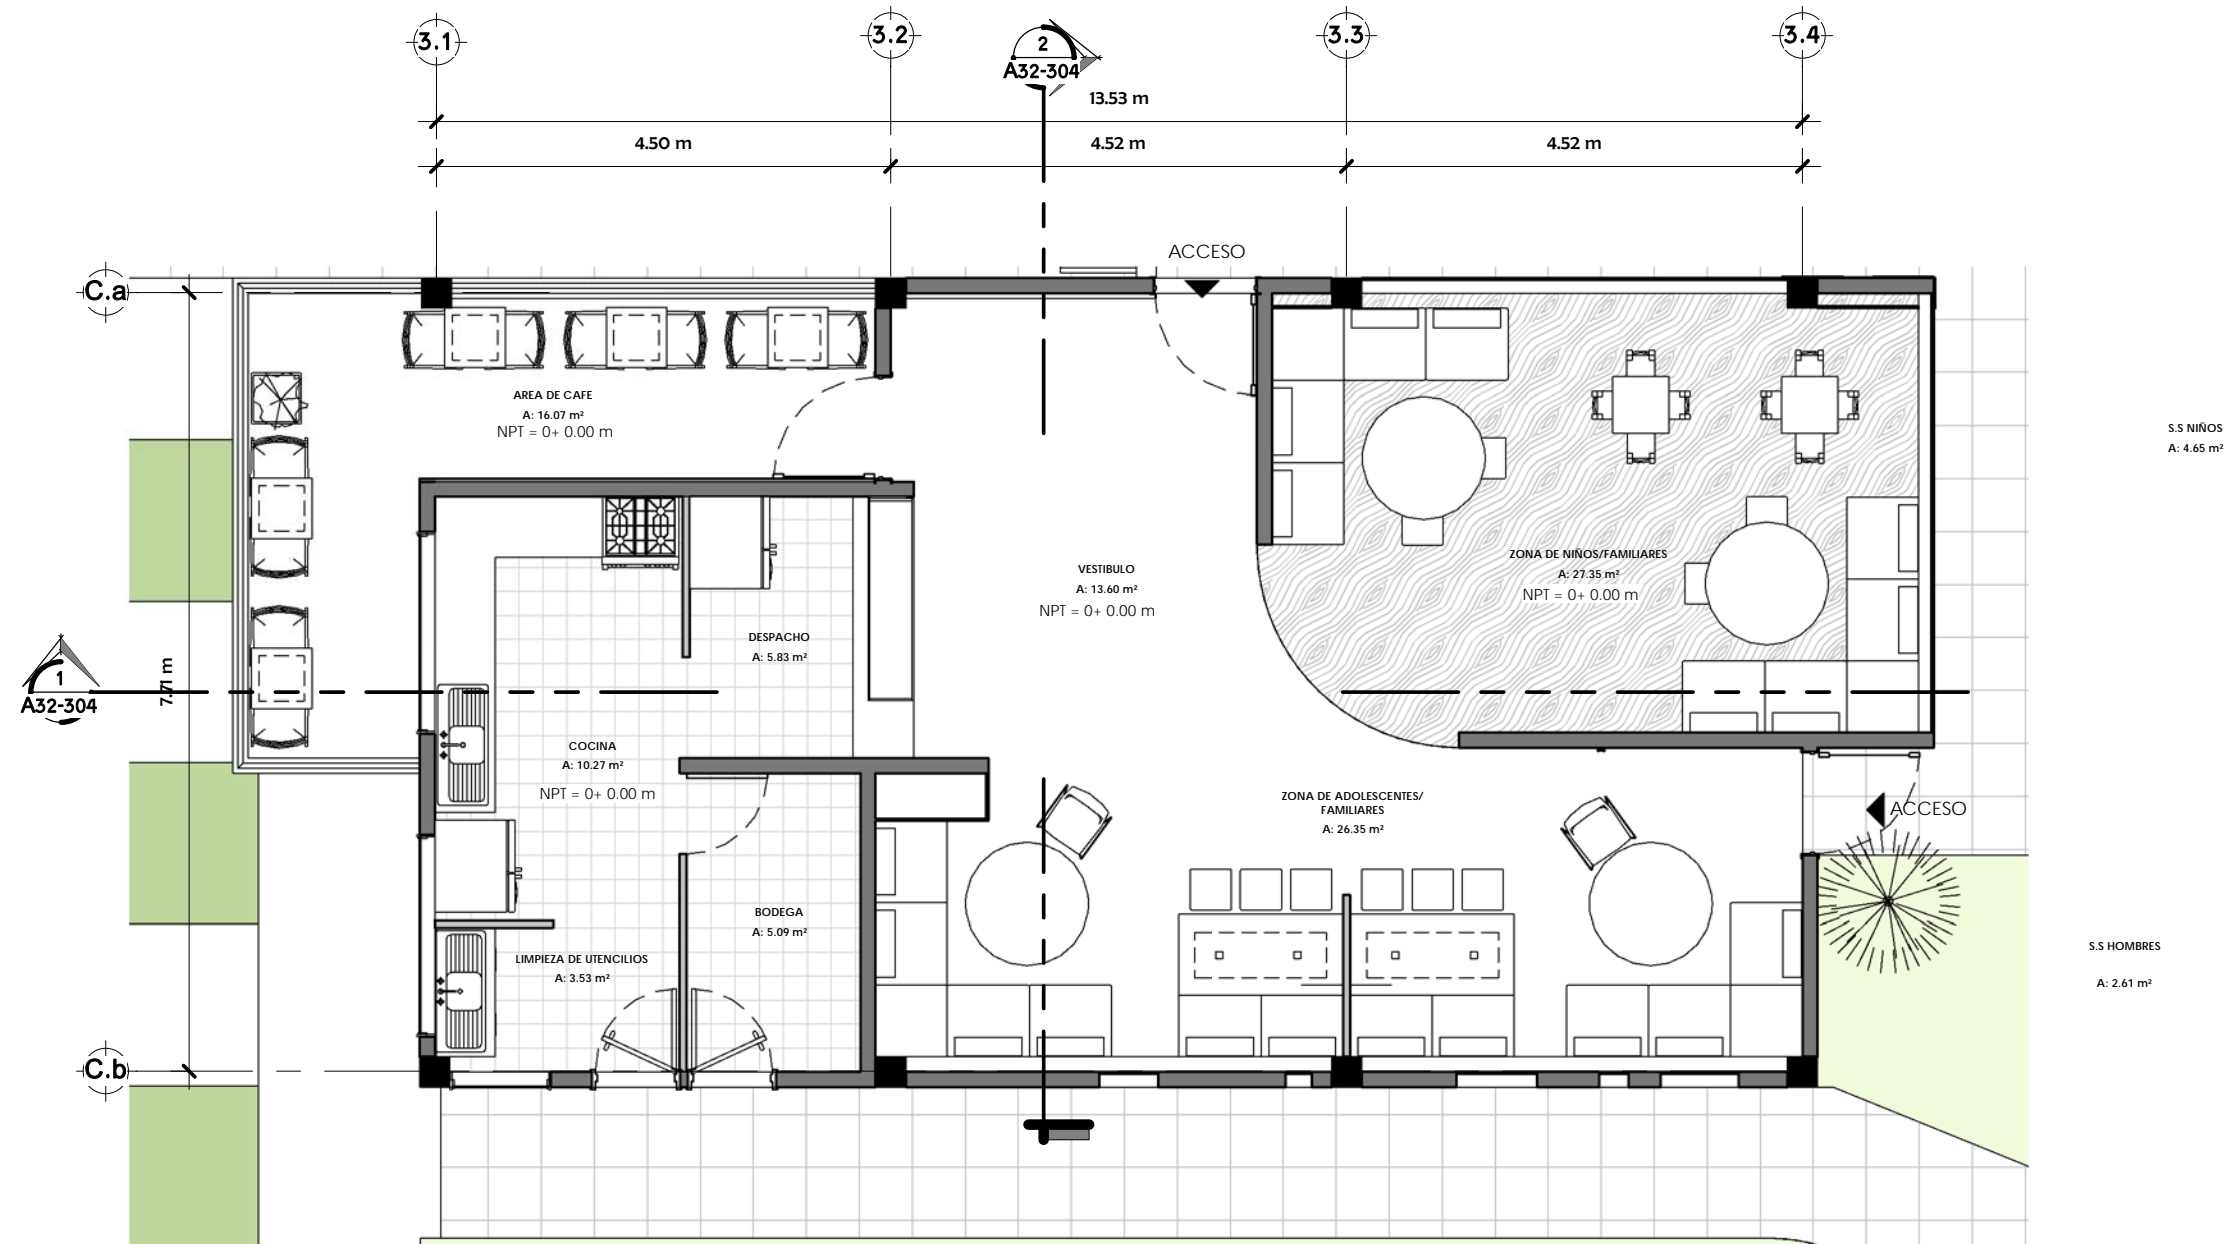 3.1
3.2
2
A32-304
3.3
3.4
13.53 m
4.50 m
4.52 m
4.52 m
ACCESO
C.a
AREA DE CAFE
A: 16.07 m²
NPT = 0+ 0.00 m
S.S NIÑOS
A: 4.65 m²
ZONA DE NIÑOS/FAMILIARES
A: 27.35 m²
NPT = 0+ 0.00 m
VESTIBULO
A: 13.60 m²
NPT = 0+ 0.00 m
DESPACHO
A: 5.83 m²
1
A32-304
7.71 m
COCINA
A: 10.27 m²
NPT = 0+ 0.00 m
ZONA DE ADOLESCENTES/
FAMILIARES
A: 26.35 m²
ACCESO
BODEGA
A: 5.09 m²
LIMPIEZA DE UTENCILIOS
A: 3.53 m²
S.S HOMBRES
A: 2.61 m²
C.b